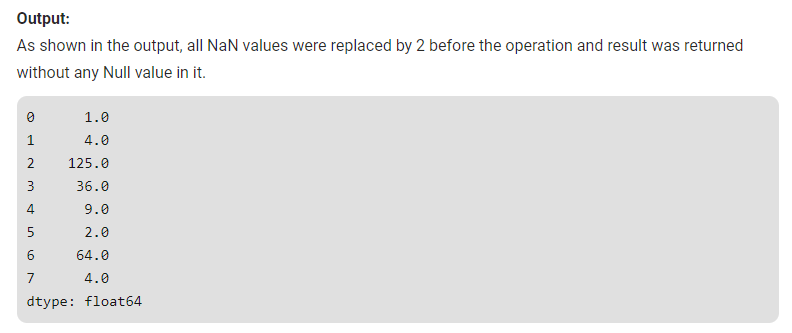 Output:
As shown in the output, all NaN values were replaced by 2 before the operation and result was returned
without any Null value in it.
0      1.0
1      4.0
2    125.0
3     36.0
4      9.0
5      2.0
6     64.0
7      4.0
dtype: float64